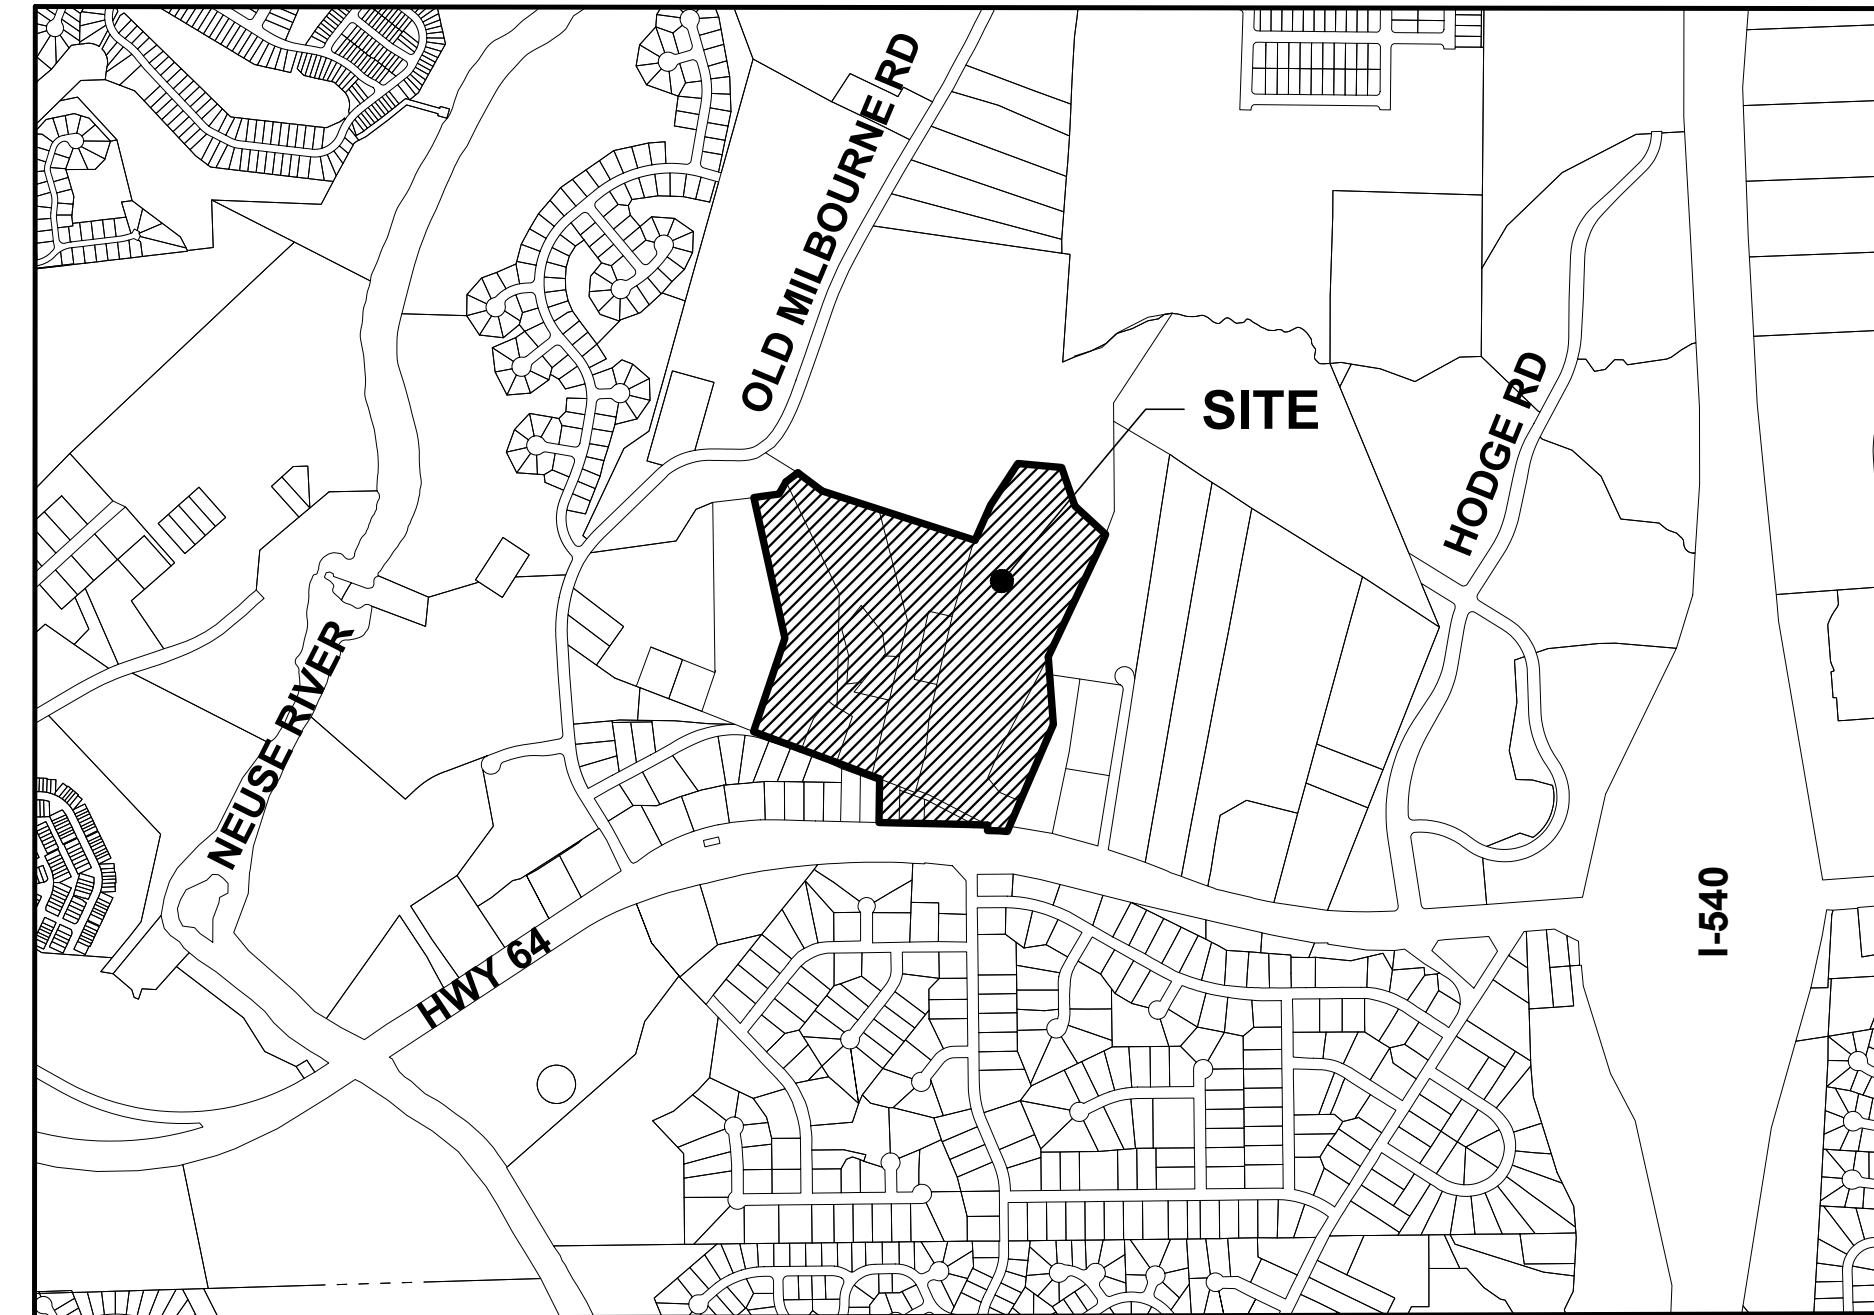 OLD MILBOURNE RD
SITE
HODGE RD
NEUSE RIVER
HWY 64
I-540